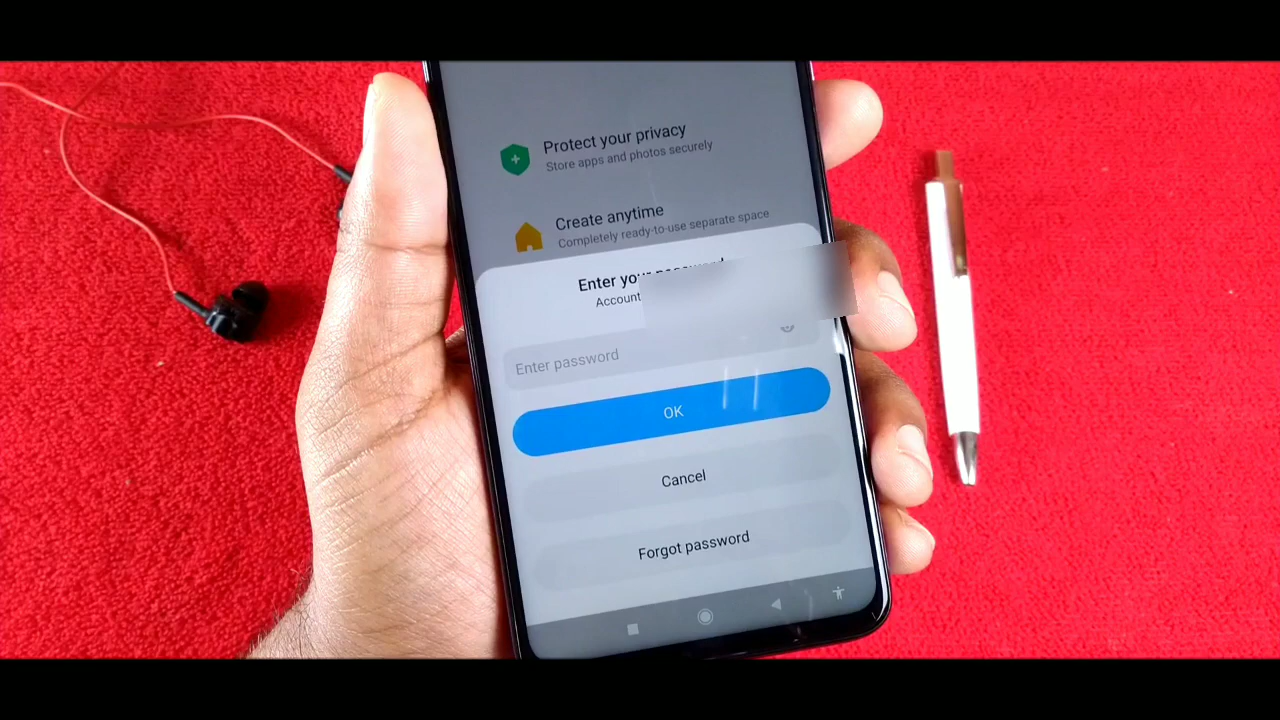 Protect your privacy
Store apps and photos securely
Create anytime
Completely ready-to-use separate space
Enter your password
Account
Enter password
OK
Cancel
Forgot password